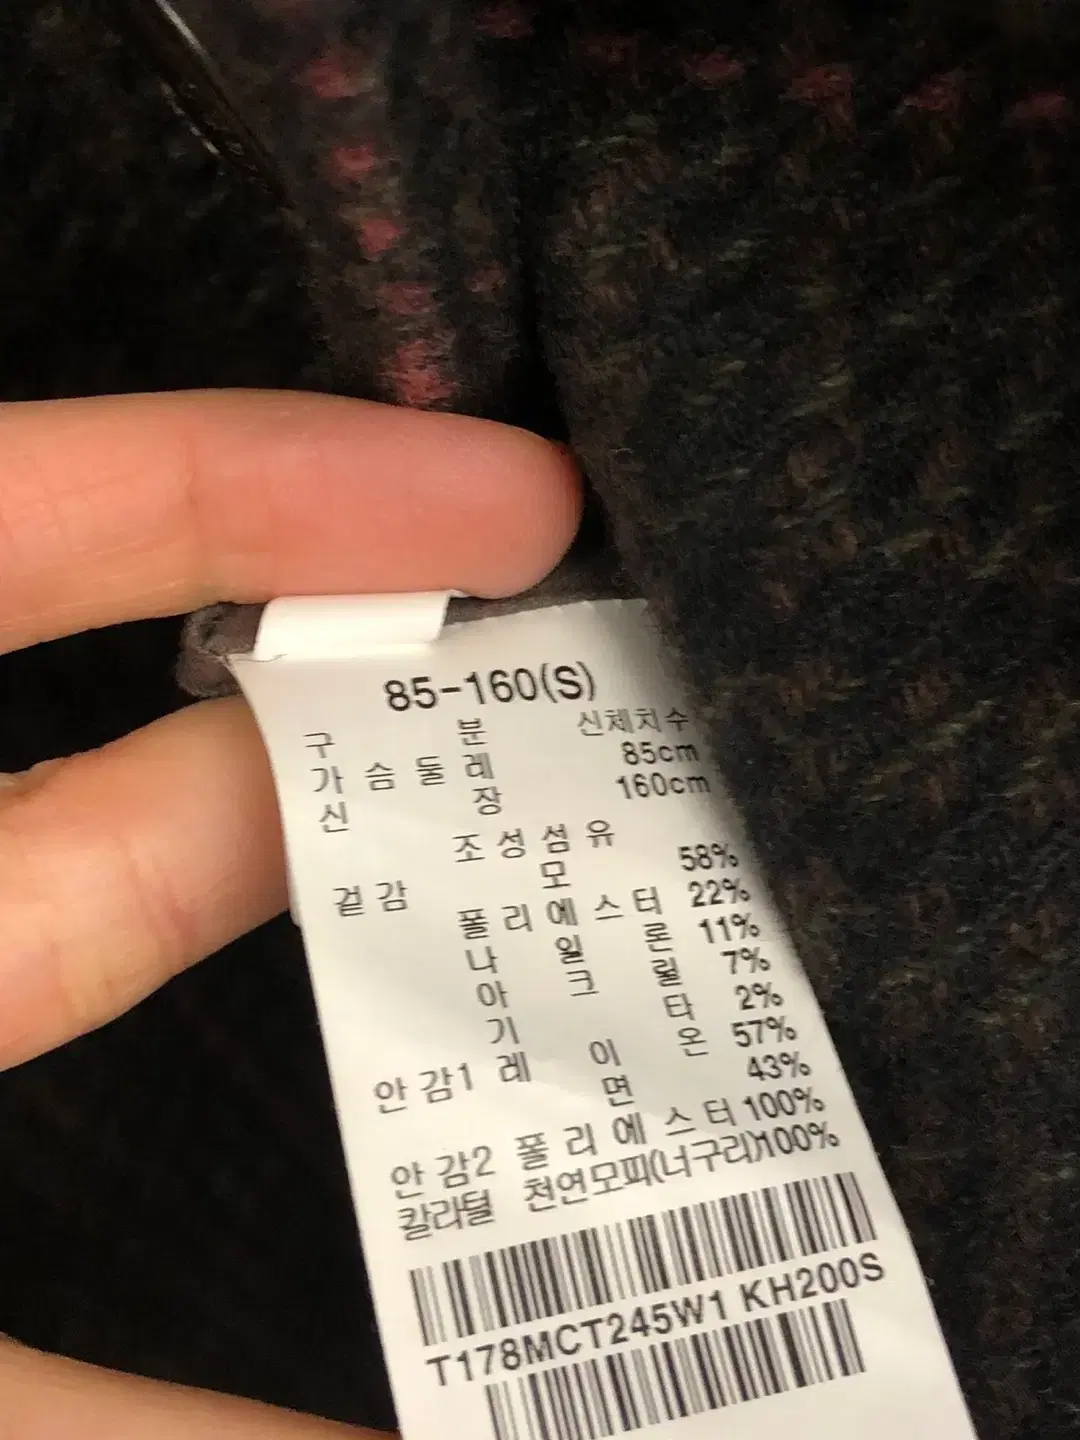 85-160(S)
구 분 신체치수
가 슴 둘 레 85cm
신 장 160cm
조 성 섬 유
겉 감 모 58%
폴 리 에 스 터 22%
나 일 론 11%
아 크 릴 7%
기 타 2%
안 감1 레 이 온 57%
면 43%
안 감2 폴 리 에 스 터 100%
칼라털 천연모피(너구리)100%
T178MCT245W1 KH200S